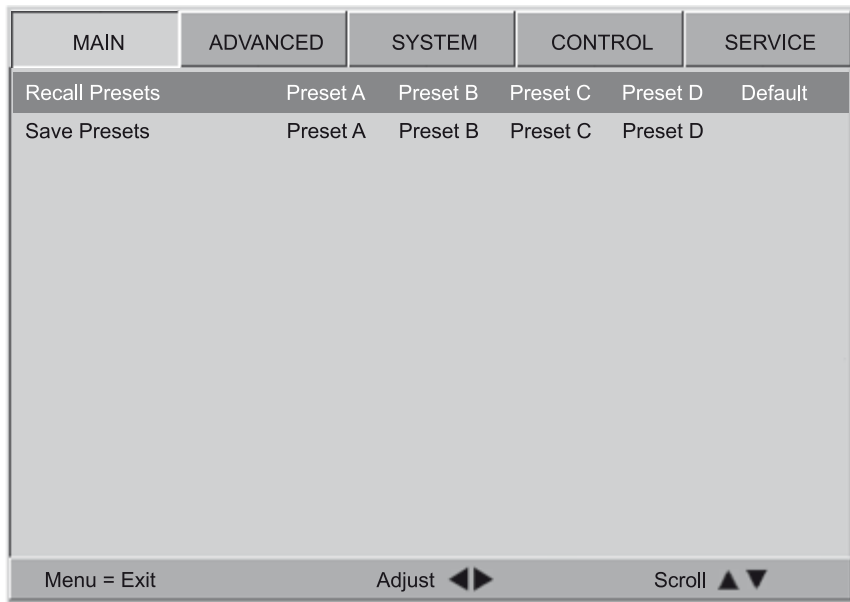 MAIN ADVANCED SYSTEM CONTROL SERVICE
Recall Presets Preset A Preset B Preset C Preset D Default
Save Presets Preset A Preset B Preset C Preset D
Menu = Exit Adjust ◀▶ Scroll ▲▼